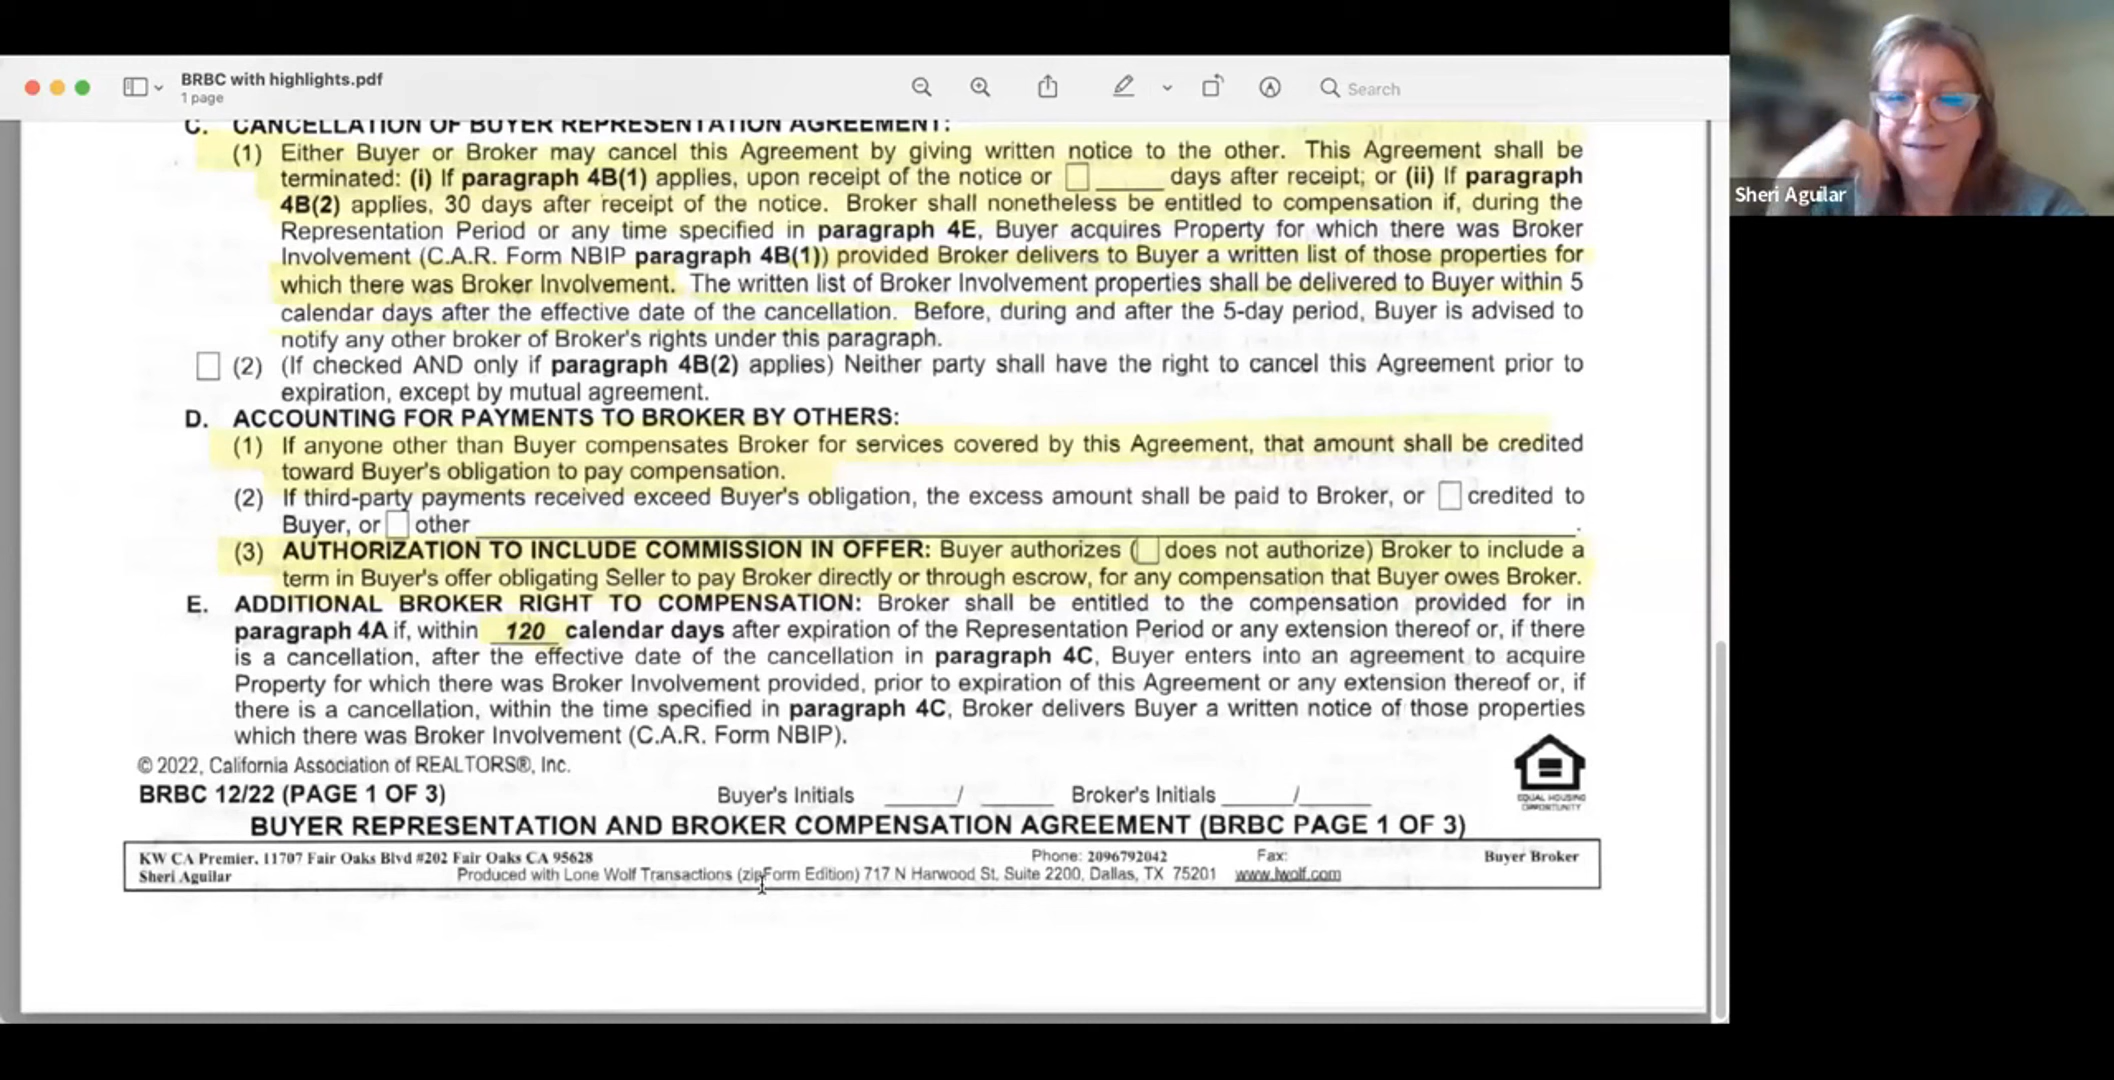 BRBC with highlights.pdf
1 page
Search
Sheri Aguilar
C. CANCELLATION OF BUYER REPRESENTATION AGREEMENT:
(1) Either Buyer or Broker may cancel this Agreement by giving written notice to the other. This Agreement shall be
terminated: (i) If paragraph 4B(1) applies, upon receipt of the notice or _____ days after receipt; or (ii) If paragraph
4B(2) applies, 30 days after receipt of the notice. Broker shall nonetheless be entitled to compensation if, during the
Representation Period or any time specified in paragraph 4E, Buyer acquires Property for which there was Broker
Involvement (C.A.R. Form NBIP paragraph 4B(1)) provided Broker delivers to Buyer a written list of those properties for
which there was Broker Involvement. The written list of Broker Involvement properties shall be delivered to Buyer within 5
calendar days after the effective date of the cancellation. Before, during and after the 5-day period, Buyer is advised to
notify any other broker of Broker's rights under this paragraph.
(2) (If checked AND only if paragraph 4B(2) applies) Neither party shall have the right to cancel this Agreement prior to
expiration, except by mutual agreement.
D. ACCOUNTING FOR PAYMENTS TO BROKER BY OTHERS:
(1) If anyone other than Buyer compensates Broker for services covered by this Agreement, that amount shall be credited
toward Buyer's obligation to pay compensation.
(2) If third-party payments received exceed Buyer's obligation, the excess amount shall be paid to Broker, or credited to
Buyer, or other _____.
(3) AUTHORIZATION TO INCLUDE COMMISSION IN OFFER: Buyer authorizes ( does not authorize) Broker to include a
term in Buyer's offer obligating Seller to pay Broker directly or through escrow, for any compensation that Buyer owes Broker.
E. ADDITIONAL BROKER RIGHT TO COMPENSATION: Broker shall be entitled to the compensation provided for in
paragraph 4A if, within 120 calendar days after expiration of the Representation Period or any extension thereof or, if there
is a cancellation, after the effective date of the cancellation in paragraph 4C, Buyer enters into an agreement to acquire
Property for which there was Broker Involvement provided, prior to expiration of this Agreement or any extension thereof or, if
there is a cancellation, within the time specified in paragraph 4C, Broker delivers Buyer a written notice of those properties
which there was Broker Involvement (C.A.R. Form NBIP).
© 2022, California Association of REALTORS®, Inc.
EQUAL HOUSING
OPPORTUNITY
BRBC 12/22 (PAGE 1 OF 3) Buyer's Initials _____/ _____ Broker's Initials _____/_____
BUYER REPRESENTATION AND BROKER COMPENSATION AGREEMENT (BRBC PAGE 1 OF 3)
KW CA Premier, 11707 Fair Oaks Blvd #202 Fair Oaks CA 95628 Phone: 2096792042 Fax: Buyer Broker
Sheri Aguilar Produced with Lone Wolf Transactions (zipForm Edition) 717 N Harwood St, Suite 2200, Dallas, TX 75201 www.lwolf.com